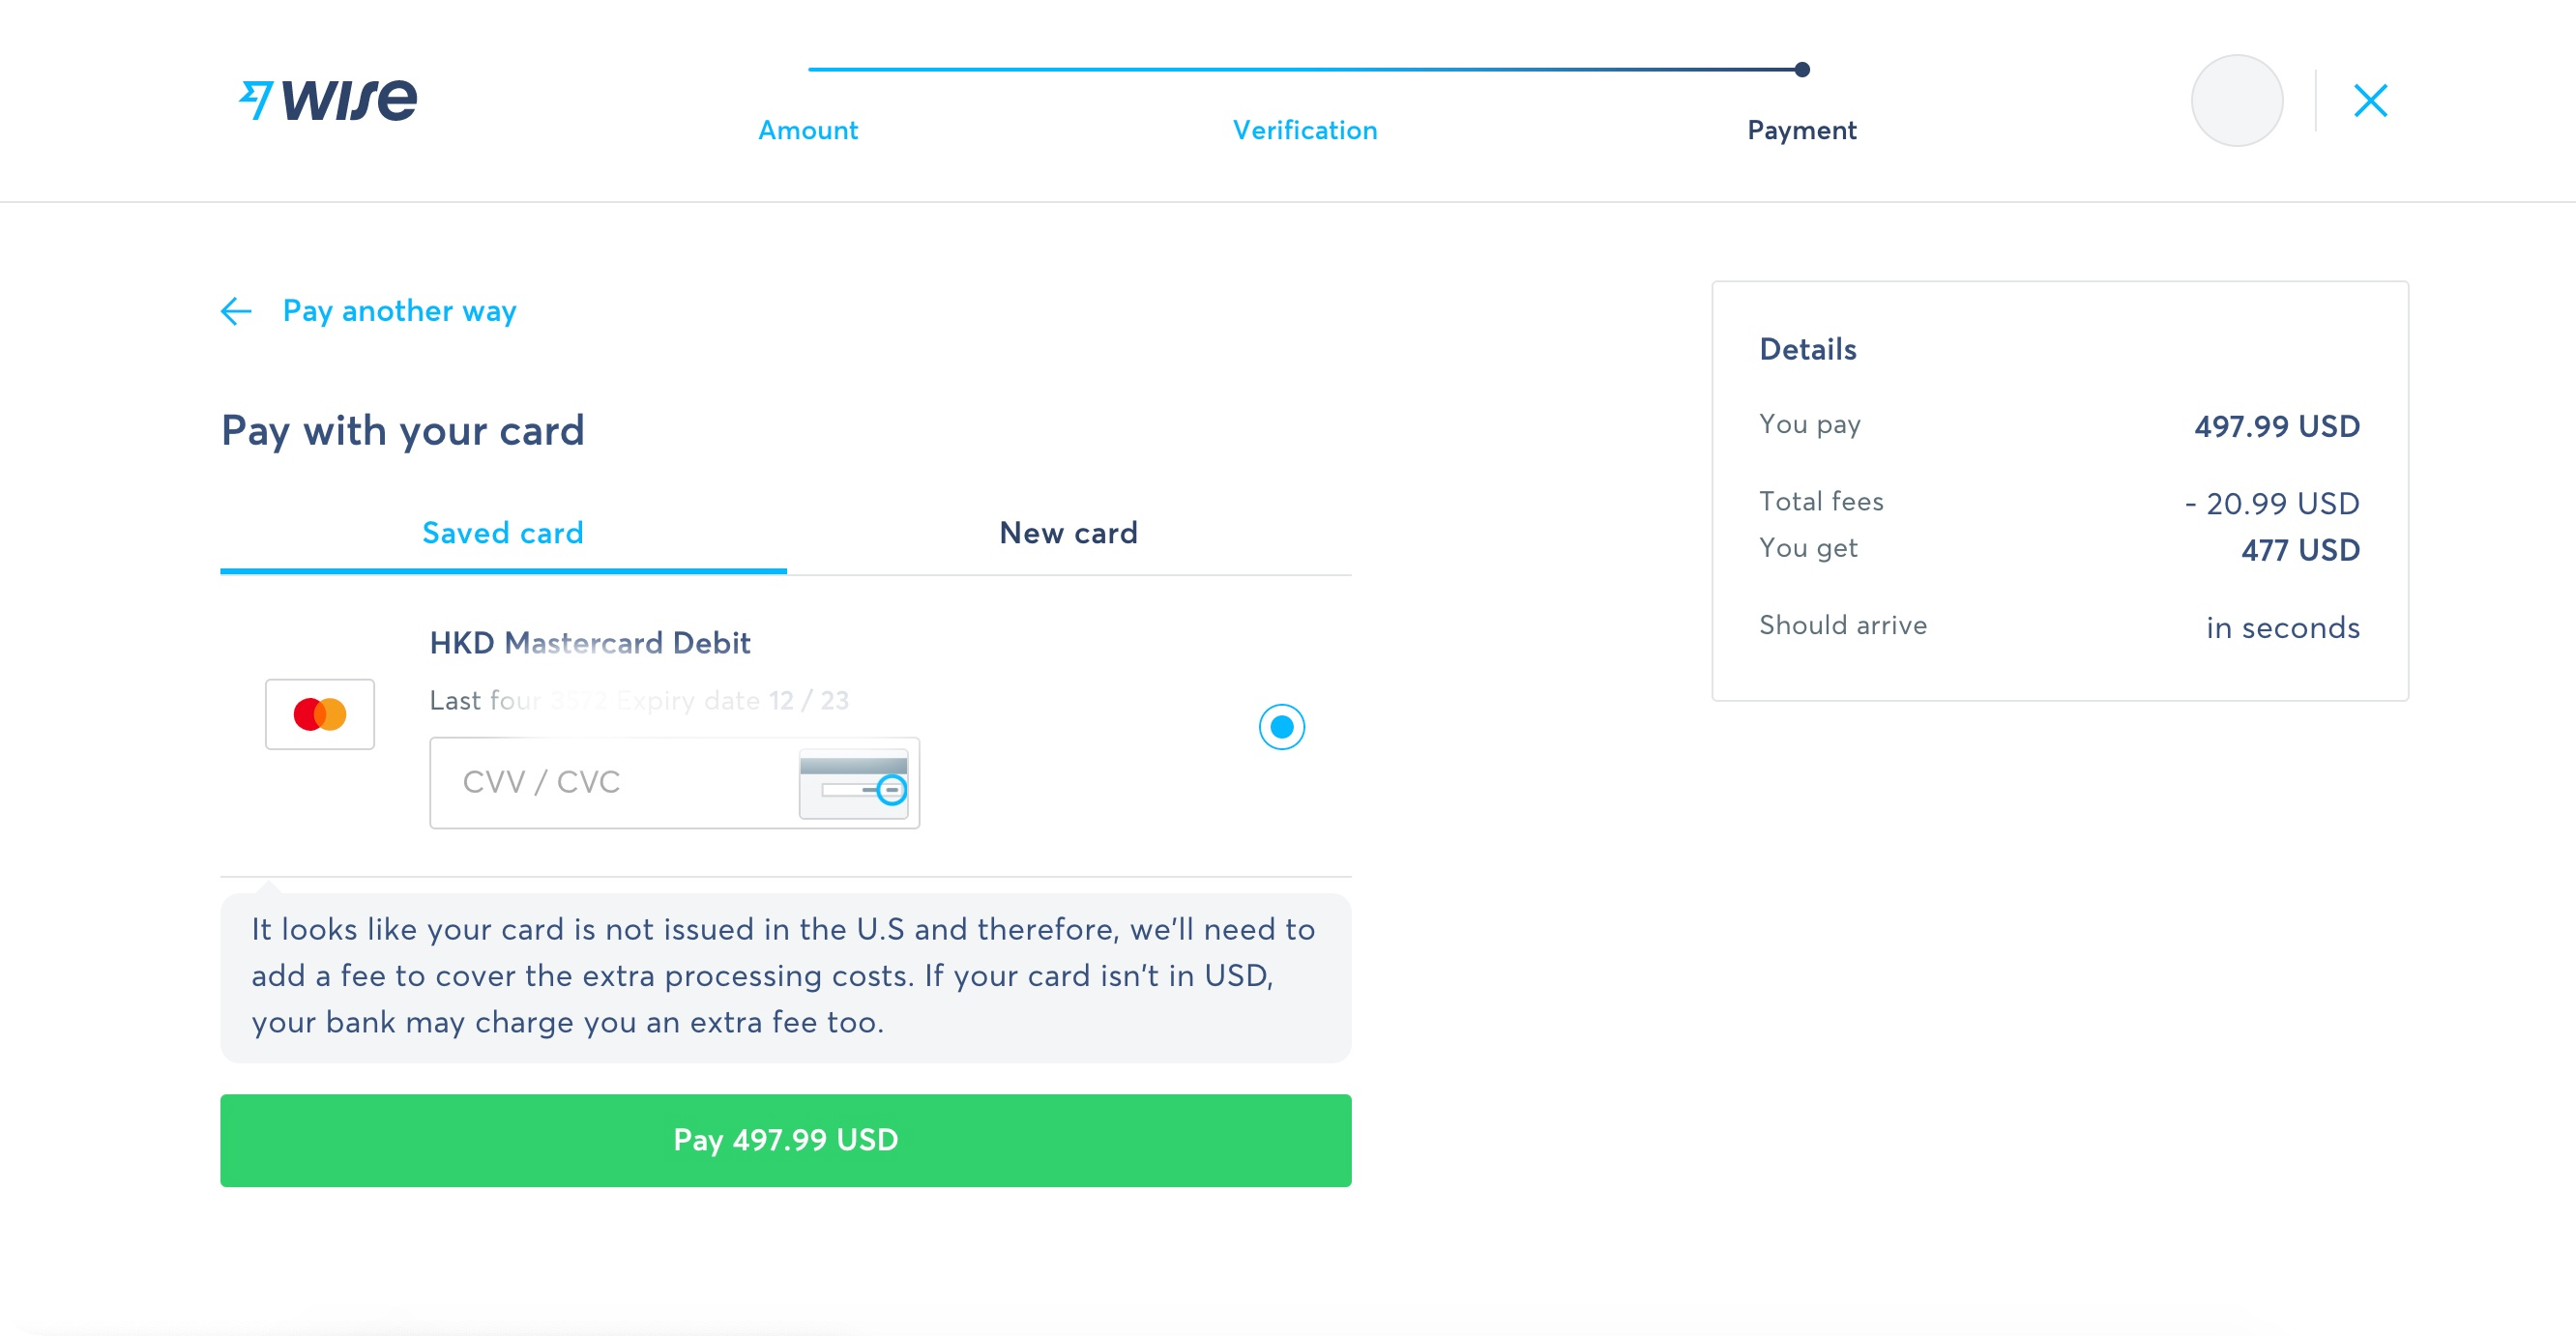 wise
Amount
Verification
Payment
Pay another way
Pay with your card
Saved card
New card
HKD Mastercard Debit
Last four 3572 Expiry date 12 / 23
CVV / CVC
It looks like your card is not issued in the U.S and therefore, we'll need to
add a fee to cover the extra processing costs. If your card isn't in USD,
your bank may charge you an extra fee too.
Pay 497.99 USD
Details
You pay 497.99 USD
Total fees - 20.99 USD
You get 477 USD
Should arrive in seconds